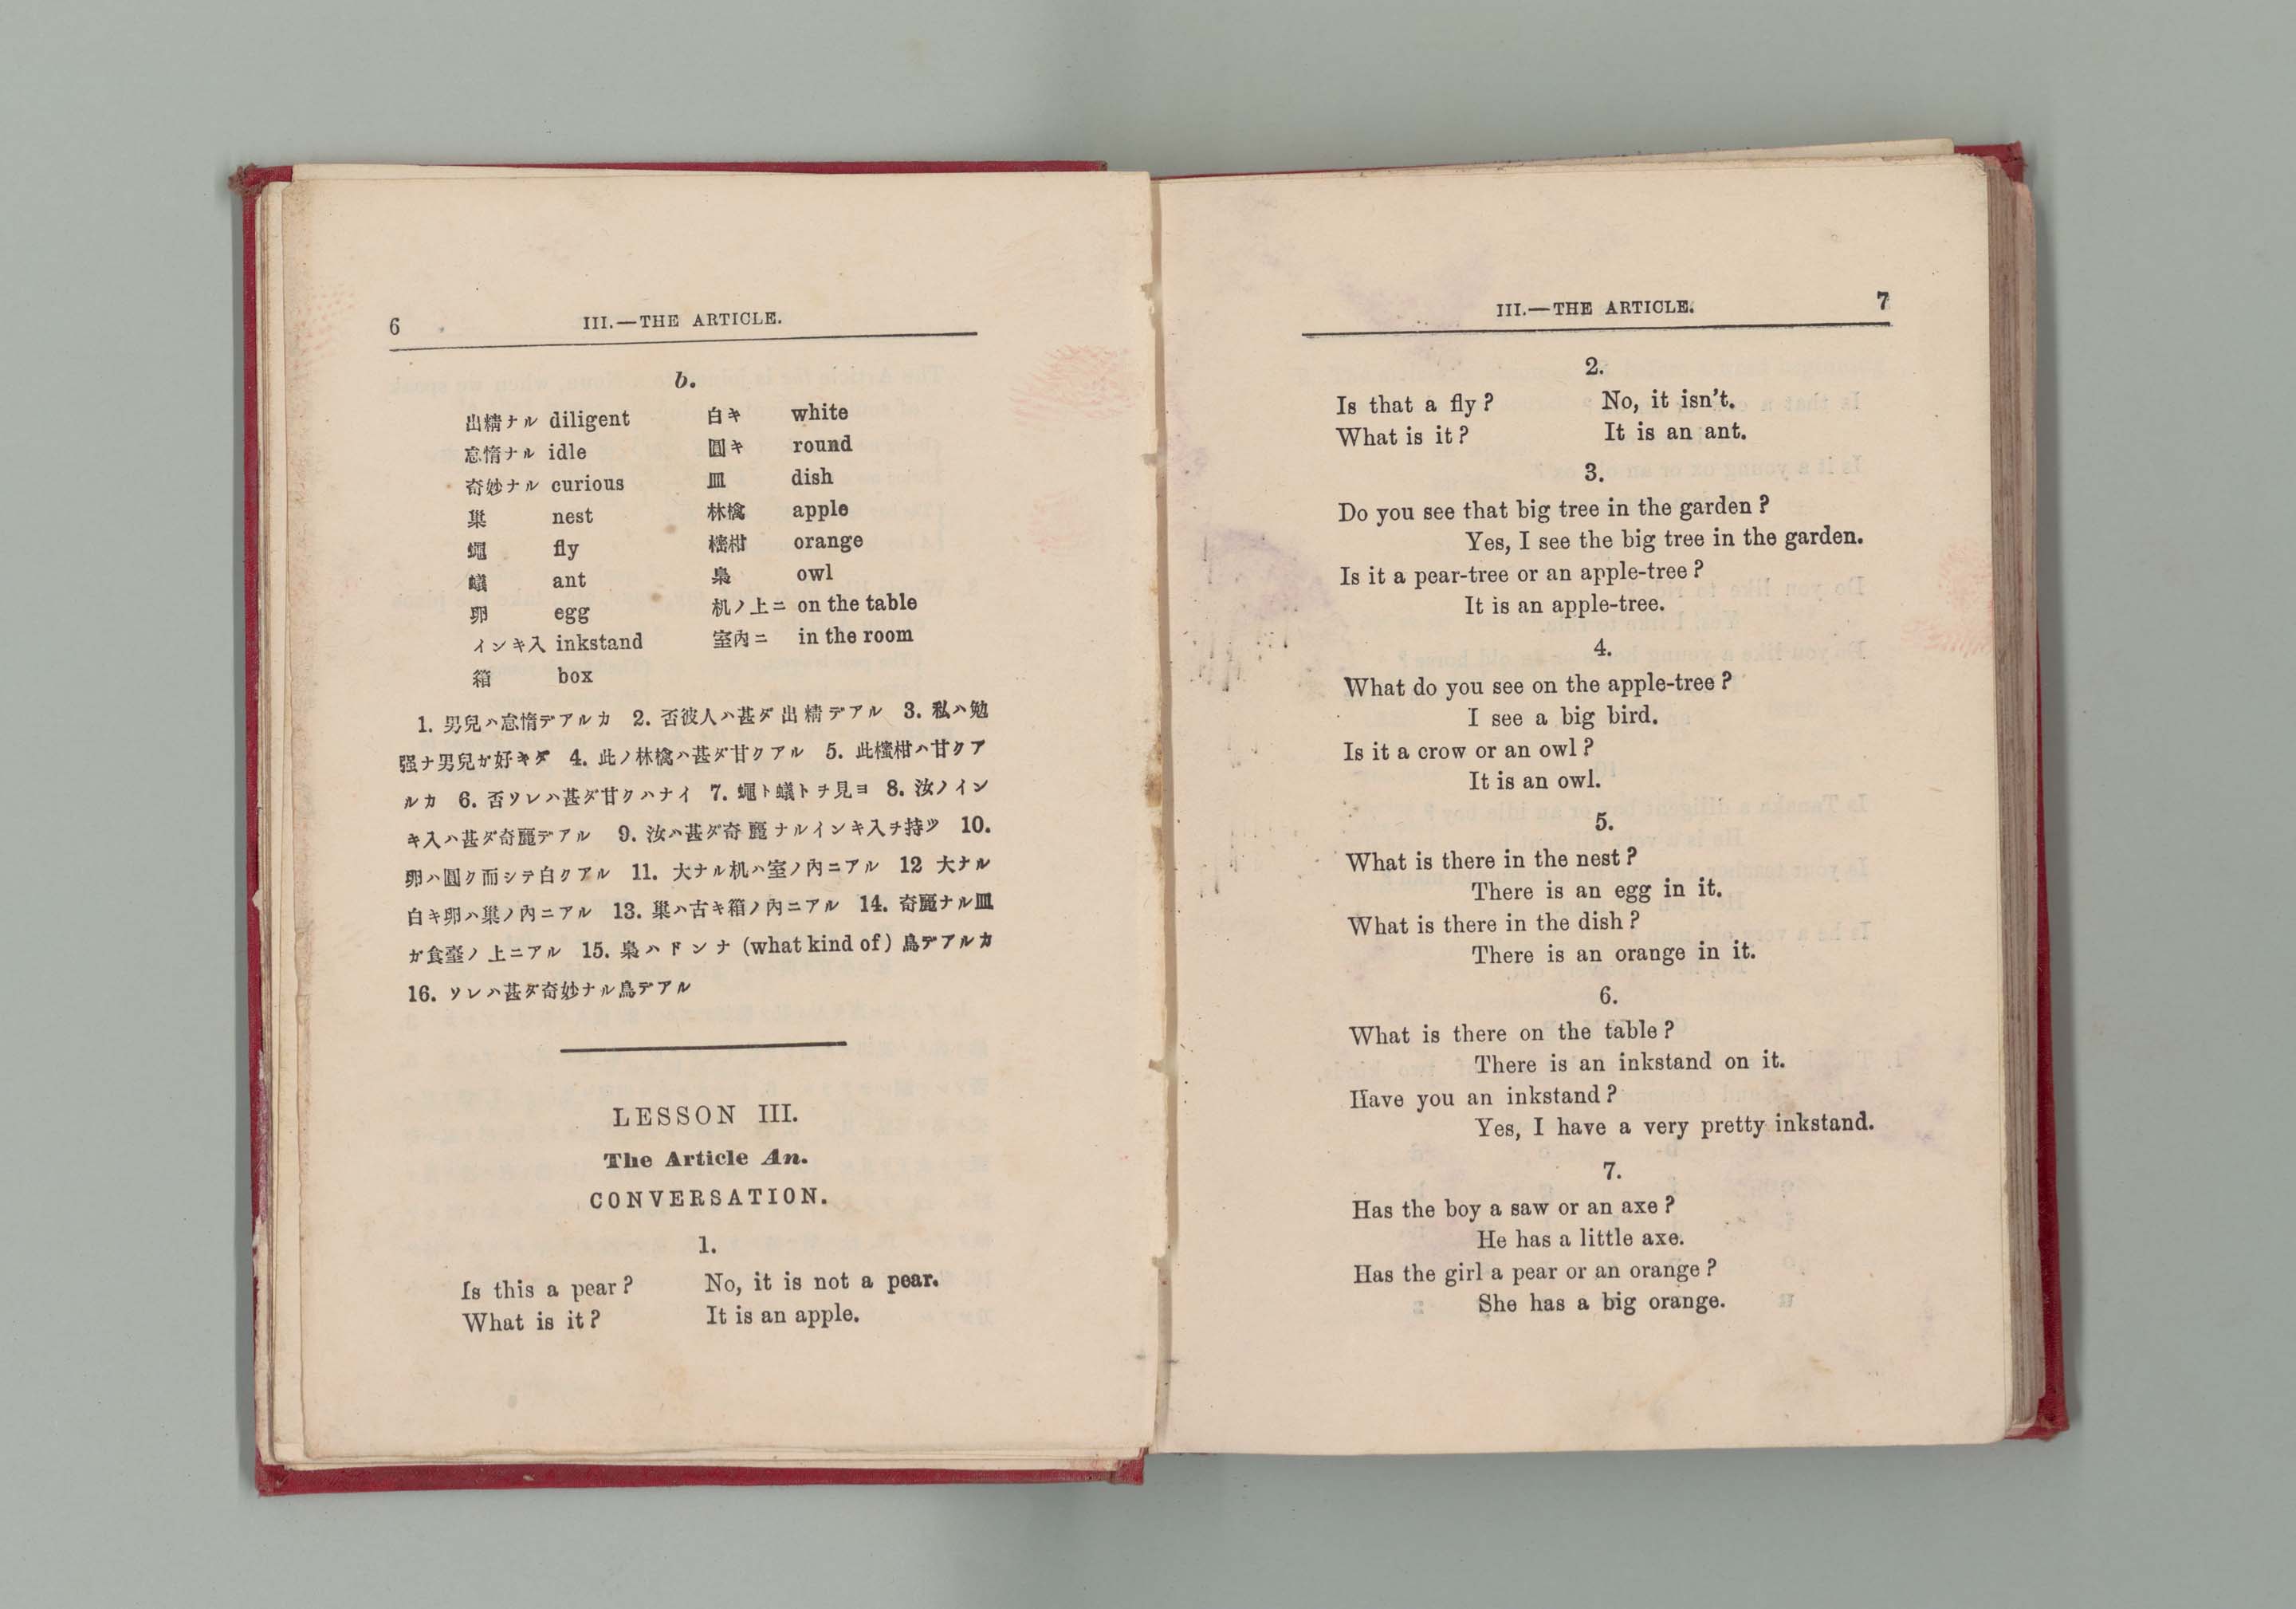 6 III.—THE ARTICLE.
b.
出精ナル diligent 白キ white
怠惰ナル idle 圓キ round
奇妙ナル curious 皿 dish
巢 nest 林檎 apple
蠅 fly 樒柑 orange
蟻 ant 梟 owl
卵 egg 机ノ上ニ on the table
インキ入 inkstand 室內ニ in the room
箱 box
1. 男兒ハ怠惰デアルカ 2. 否彼人ハ甚ダ出精デアル 3. 私ハ勉
强ナ男兒ガ好キダ 4. 此ノ林檎ハ甚ダ甘クアル 5. 此樒柑ハ甘クア
ルカ 6. 否ソレハ甚ダ甘クハナイ 7. 蠅ト蟻トヲ見ヨ 8. 汝ノイン
キ入ハ甚ダ奇麗デアル 9. 汝ハ甚ダ奇麗ナルインキ入ヲ持ツ 10.
卵ハ圓ク而シテ白クアル 11. 大ナル机ハ室ノ內ニアル 12 大ナル
白キ卵ハ巢ノ內ニアル 13. 巢ハ古キ箱ノ內ニアル 14. 奇麗ナル皿
ガ食臺ノ上ニアル 15. 梟ハドンナ (what kind of) 鳥デアルカ
16. ソレハ甚ダ奇妙ナル鳥デアル
LESSON III.
The Article An.
CONVERSATION.
1.
Is this a pear? No, it is not a pear.
What is it? It is an apple.
III.—THE ARTICLE. 7
2.
Is that a fly? No, it isn't.
What is it? It is an ant.
3.
Do you see that big tree in the garden?
Yes, I see the big tree in the garden.
Is it a pear-tree or an apple-tree?
It is an apple-tree.
4.
What do you see on the apple-tree?
I see a big bird.
Is it a crow or an owl?
It is an owl.
5.
What is there in the nest?
There is an egg in it.
What is there in the dish?
There is an orange in it.
6.
What is there on the table?
There is an inkstand on it.
Have you an inkstand?
Yes, I have a very pretty inkstand.
7.
Has the boy a saw or an axe?
He has a little axe.
Has the girl a pear or an orange?
She has a big orange.